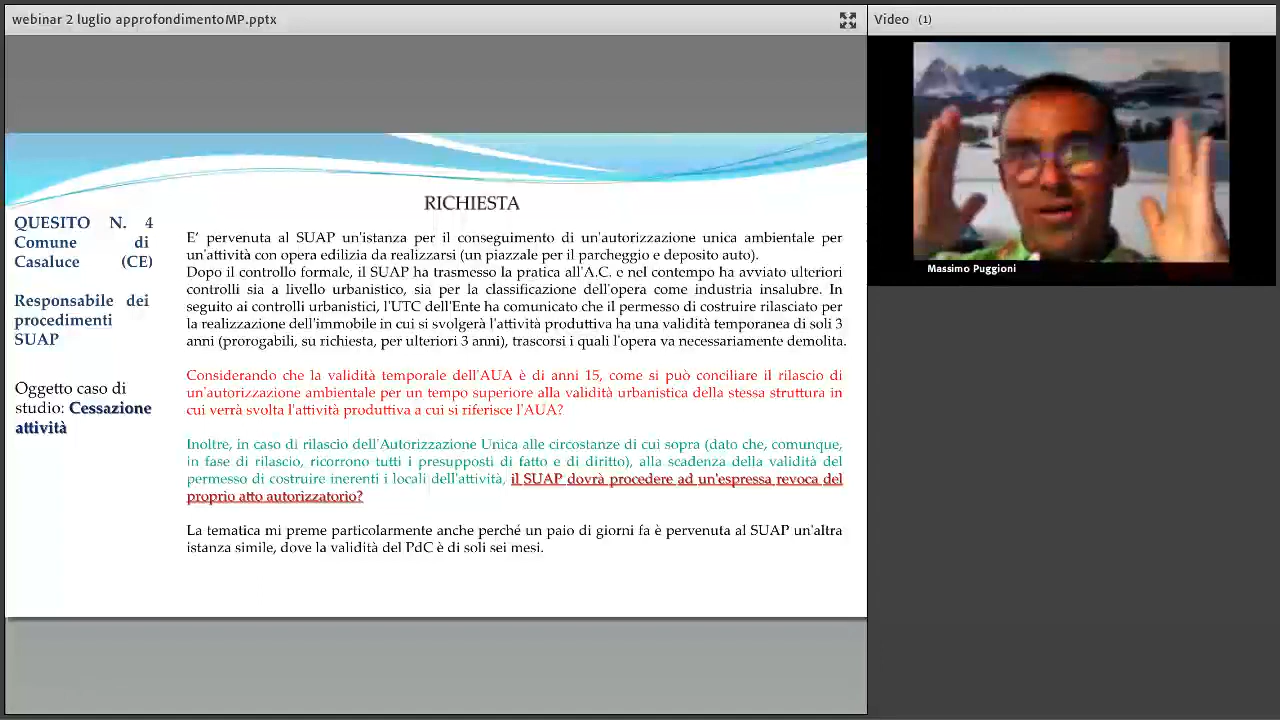 webinar 2 luglio approfondimentoMP.pptx
Video (1)
Massimo Puggioni
RICHIESTA
QUESITO N. 4
Comune di
Casaluce (CE)
Responsabile dei
procedimenti
SUAP
Oggetto caso di
studio: Cessazione
attività
E' pervenuta al SUAP un'istanza per il conseguimento di un'autorizzazione unica ambientale per
un'attività con opera edilizia da realizzarsi (un piazzale per il parcheggio e deposito auto).
Dopo il controllo formale, il SUAP ha trasmesso la pratica all'A.C. e nel contempo ha avviato ulteriori
controlli sia a livello urbanistico, sia per la classificazione dell'opera come industria insalubre. In
seguito ai controlli urbanistici, l'UTC dell'Ente ha comunicato che il permesso di costruire rilasciato per
la realizzazione dell'immobile in cui si svolgerà l'attività produttiva ha una validità temporanea di soli 3
anni (prorogabili, su richiesta, per ulteriori 3 anni), trascorsi i quali l'opera va necessariamente demolita.
Considerando che la validità temporale dell'AUA è di anni 15, come si può conciliare il rilascio di
un'autorizzazione ambientale per un tempo superiore alla validità urbanistica della stessa struttura in
cui verrà svolta l'attività produttiva a cui si riferisce l'AUA?
Inoltre, in caso di rilascio dell'Autorizzazione Unica alle circostanze di cui sopra (dato che, comunque,
in fase di rilascio, ricorrono tutti i presupposti di fatto e di diritto), alla scadenza della validità del
permesso di costruire inerenti i locali dell'attività, il SUAP dovrà procedere ad un'espressa revoca del
proprio atto autorizzatorio?
La tematica mi preme particolarmente anche perché un paio di giorni fa è pervenuta al SUAP un'altra
istanza simile, dove la validità del PdC è di soli sei mesi.